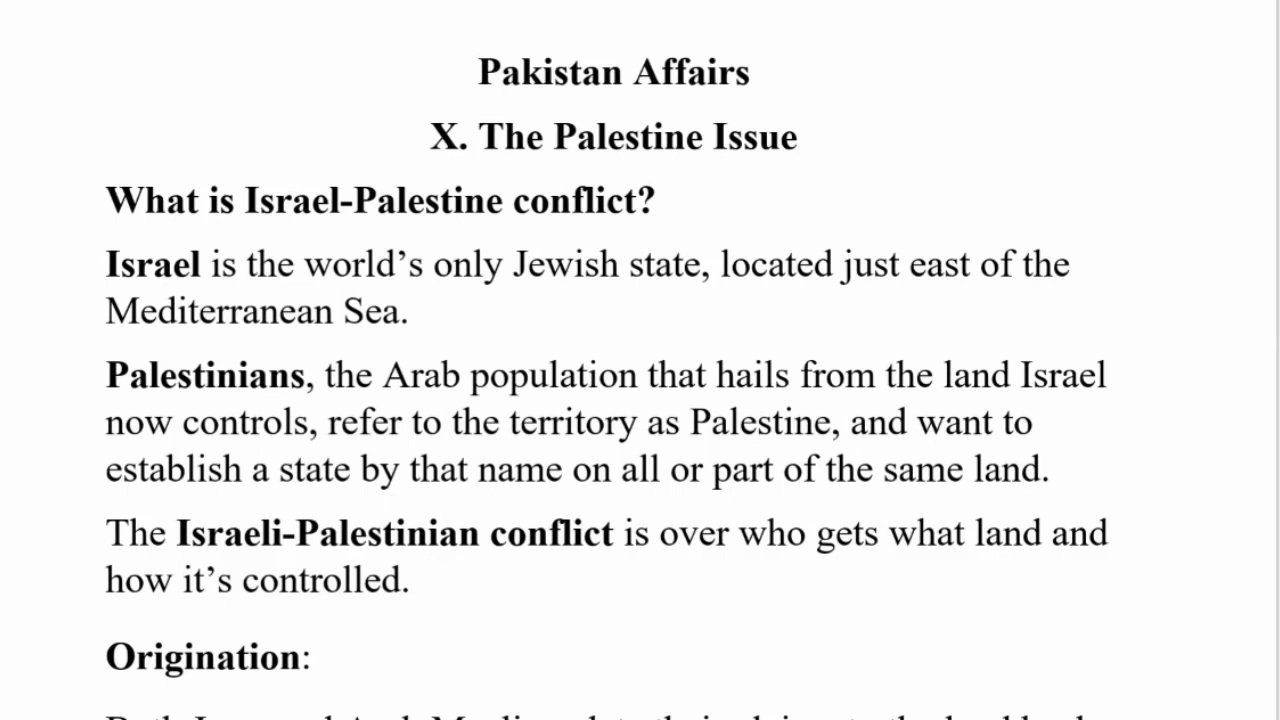 Pakistan Affairs
X. The Palestine Issue
What is Israel-Palestine conflict?
Israel is the world’s only Jewish state, located just east of the
Mediterranean Sea.
Palestinians, the Arab population that hails from the land Israel
now controls, refer to the territory as Palestine, and want to
establish a state by that name on all or part of the same land.
The Israeli-Palestinian conflict is over who gets what land and
how it’s controlled.
Origination: